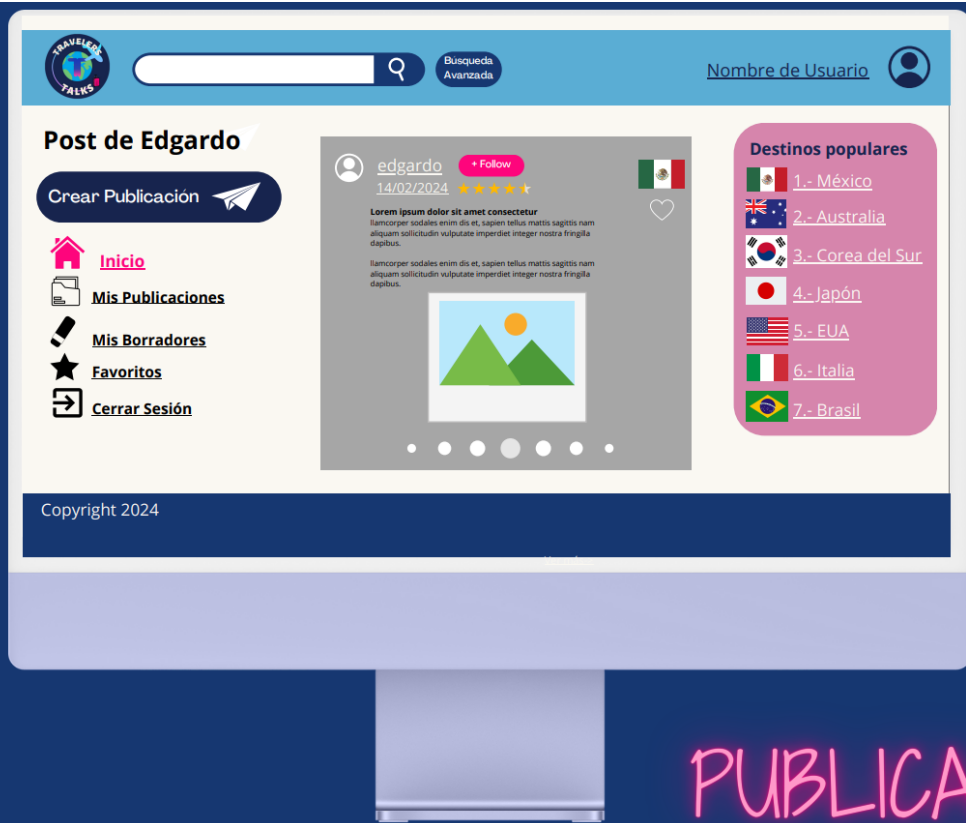 TRAVELERS
T
TALKS
Busqueda
Avanzada
Nombre de Usuario
Post de Edgardo
Crear Publicación
Inicio
Mis Publicaciones
Mis Borradores
Favoritos
Cerrar Sesión
edgardo
+ Follow
14/02/2024
Lorem ipsum dolor sit amet consectetur
llamcorper sodales enim dis et, sapien tellus mattis sagittis nam
aliquam sollicitudin vulputate imperdiet integer nostra fringilla
dapibus.
llamcorper sodales enim dis et, sapien tellus mattis sagittis nam
aliquam sollicitudin vulputate imperdiet integer nostra fringilla
dapibus.
Destinos populares
1.- México
2.- Australia
3.- Corea del Sur
4.- Japón
5.- EUA
6.- Italia
7.- Brasil
Copyright 2024
PUBLICA